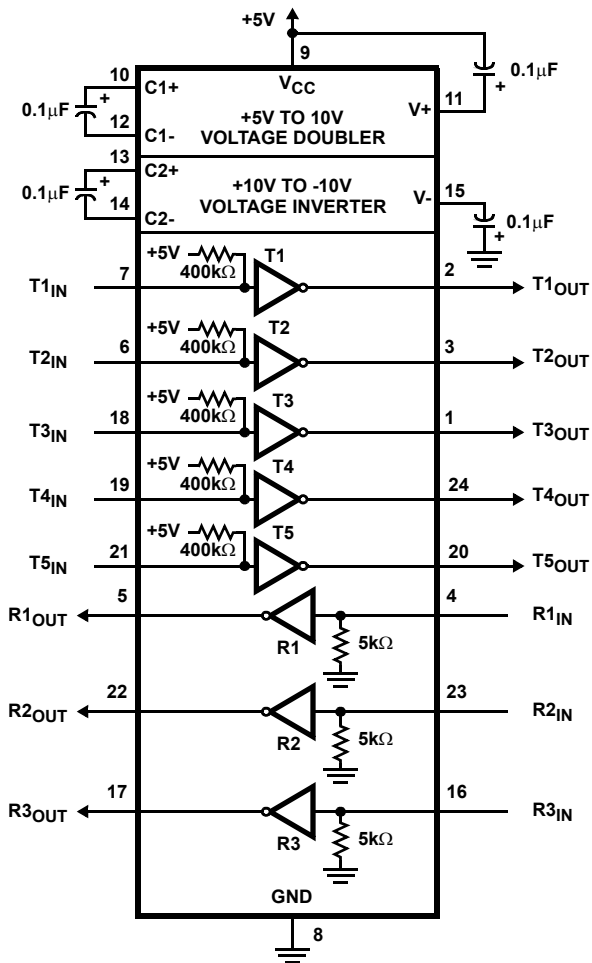 +5V
9
VCC
0.1µF
10
C1+
0.1µF
+
12
C1-
+5V TO 10V
VOLTAGE DOUBLER
V+
11
+
13
C2+
0.1µF
+
14
C2-
+10V TO -10V
VOLTAGE INVERTER
V-
15
0.1µF
+
T1IN
7
+5V
400kΩ
T1
2
T1OUT
T2IN
6
+5V
400kΩ
T2
3
T2OUT
T3IN
18
+5V
400kΩ
T3
1
T3OUT
T4IN
19
+5V
400kΩ
T4
24
T4OUT
T5IN
21
+5V
400kΩ
T5
20
T5OUT
R1OUT
5
R1
5kΩ
4
R1IN
R2OUT
22
R2
5kΩ
23
R2IN
R3OUT
17
R3
5kΩ
16
R3IN
GND
8